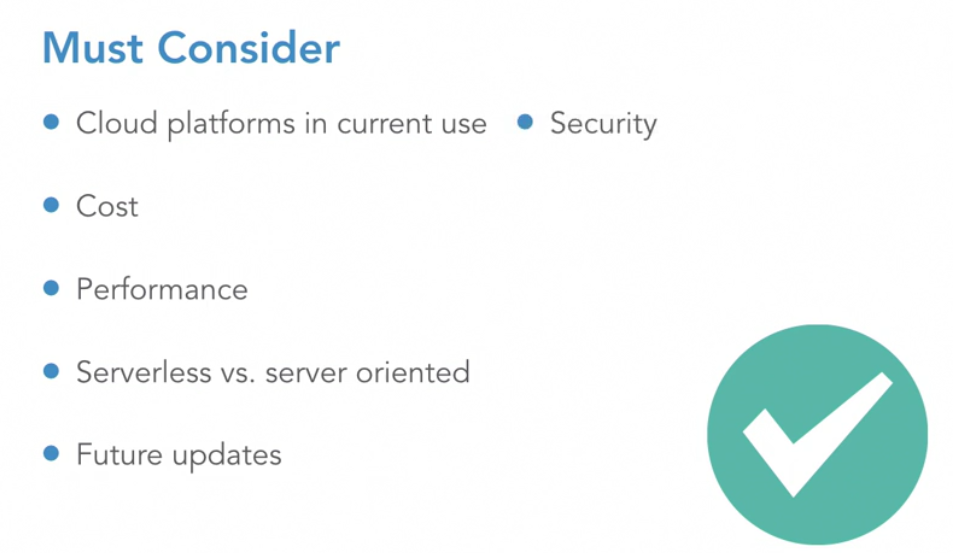 Must Consider
• Cloud platforms in current use
• Cost
• Performance
• Serverless vs. server oriented
• Future updates
• Security